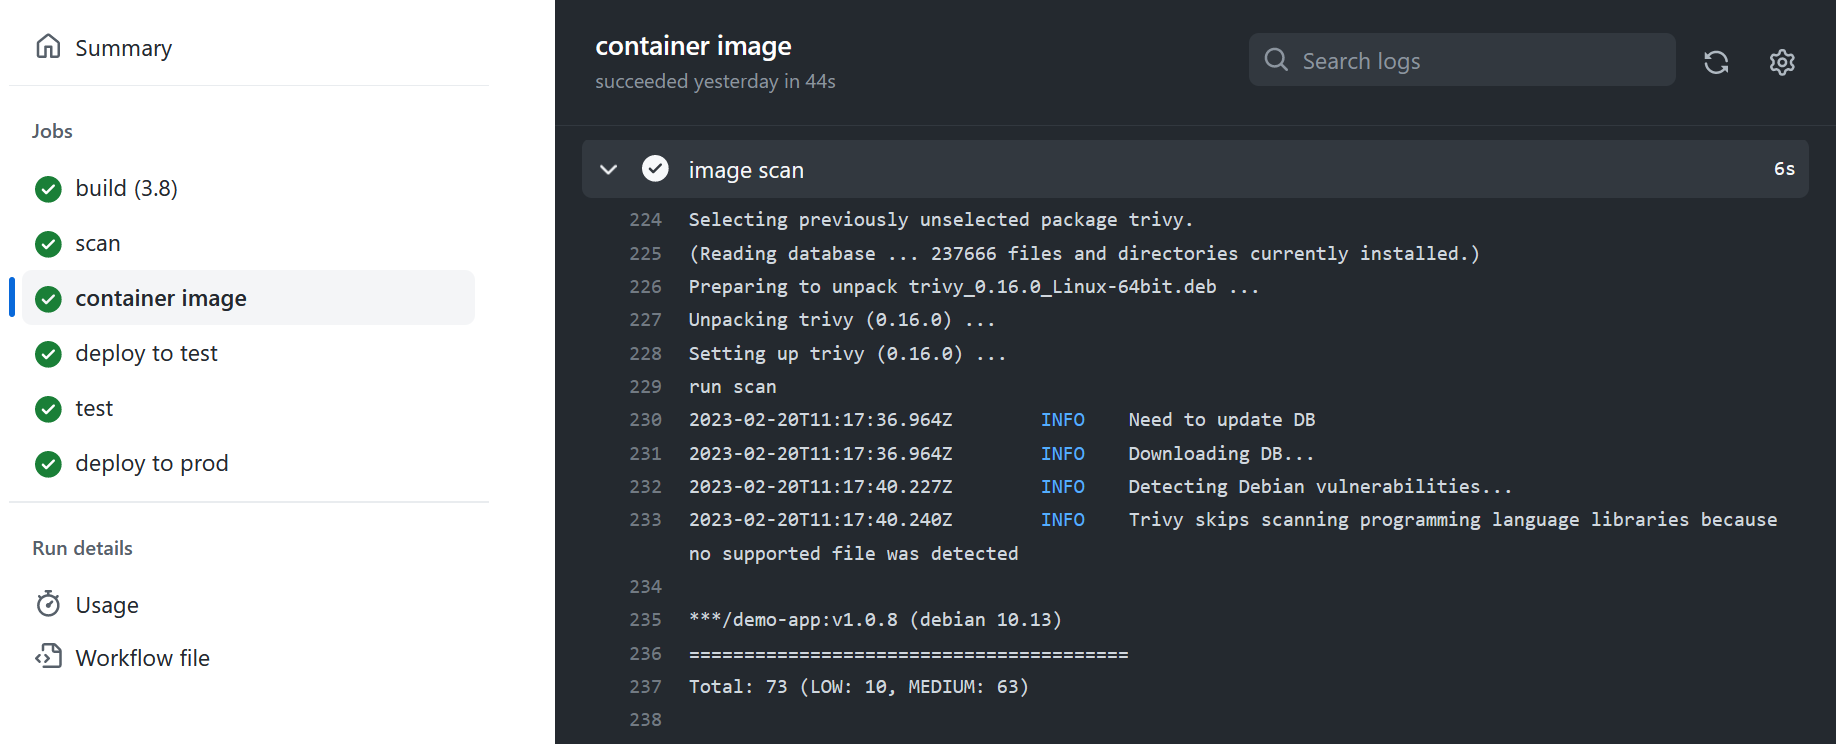 Summary
Jobs
build (3.8)
scan
container image
deploy to test
test
deploy to prod
Run details
Usage
Workflow file
container image
succeeded yesterday in 44s
Search logs
image scan 6s
224 Selecting previously unselected package trivy.
225 (Reading database ... 237666 files and directories currently installed.)
226 Preparing to unpack trivy_0.16.0_Linux-64bit.deb ...
227 Unpacking trivy (0.16.0) ...
228 Setting up trivy (0.16.0) ...
229 run scan
230 2023-02-20T11:17:36.964Z INFO Need to update DB
231 2023-02-20T11:17:36.964Z INFO Downloading DB...
232 2023-02-20T11:17:40.227Z INFO Detecting Debian vulnerabilities...
233 2023-02-20T11:17:40.240Z INFO Trivy skips scanning programming language libraries because
no supported file was detected
234
235 ***/demo-app:v1.0.8 (debian 10.13)
236 ========================================
237 Total: 73 (LOW: 10, MEDIUM: 63)
238